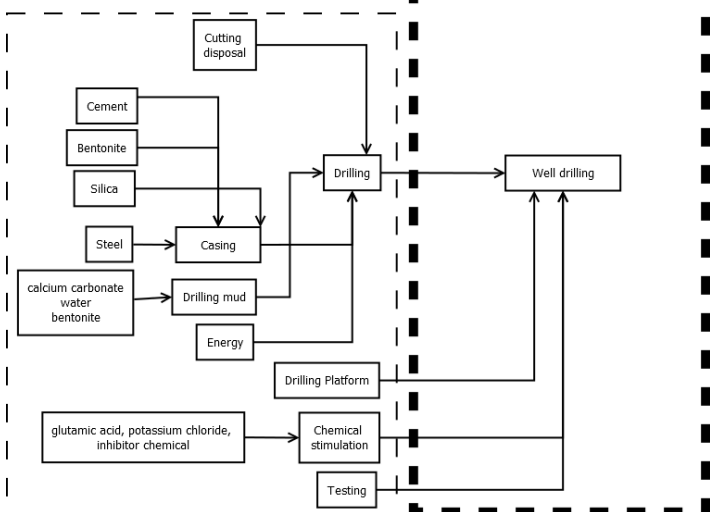 Cutting
disposal
Cement
Bentonite
Drilling
Well drilling
Silica
Steel
Casing
calcium carbonate
water
bentonite
Drilling mud
Energy
Drilling Platform
glutamic acid, potassium chloride,
inhibitor chemical
Chemical
stimulation
Testing